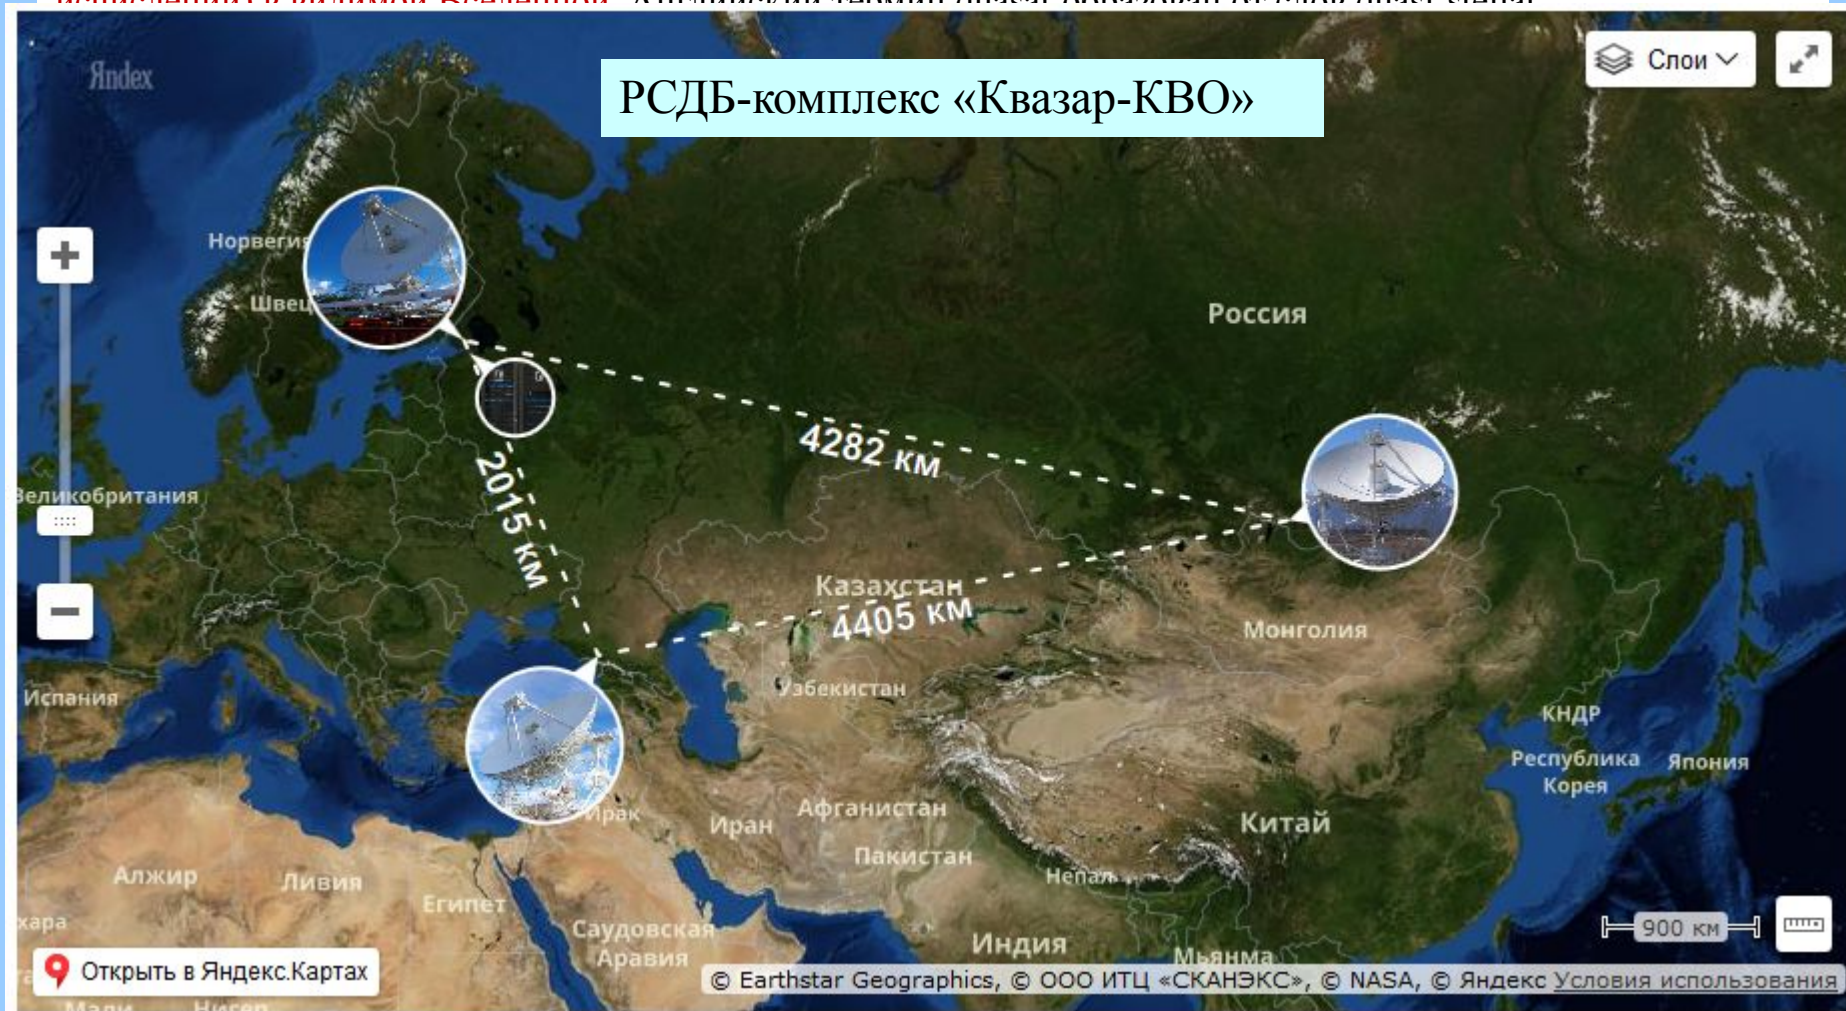 Яndex
РСДБ-комплекс «Квазар-КВО»
Слои
Норвегия
Швец
Россия
4282 км
2015 км
Великобритания
Казахстан
4405 км
Монголия
Испания
Узбекистан
КНДР
Республика
Корея
Япония
Ирак
Иран
Афганистан
Китай
Пакистан
Непал
Алжир
Ливия
Египет
хара
Саудовская
Аравия
Индия
Мьянма
900 км
Открыть в Яндекс.Картах
© Earthstar Geographics, © ООО ИТЦ «СКАНЭКС», © NASA, © Яндекс Условия использования
Мали
Нигер